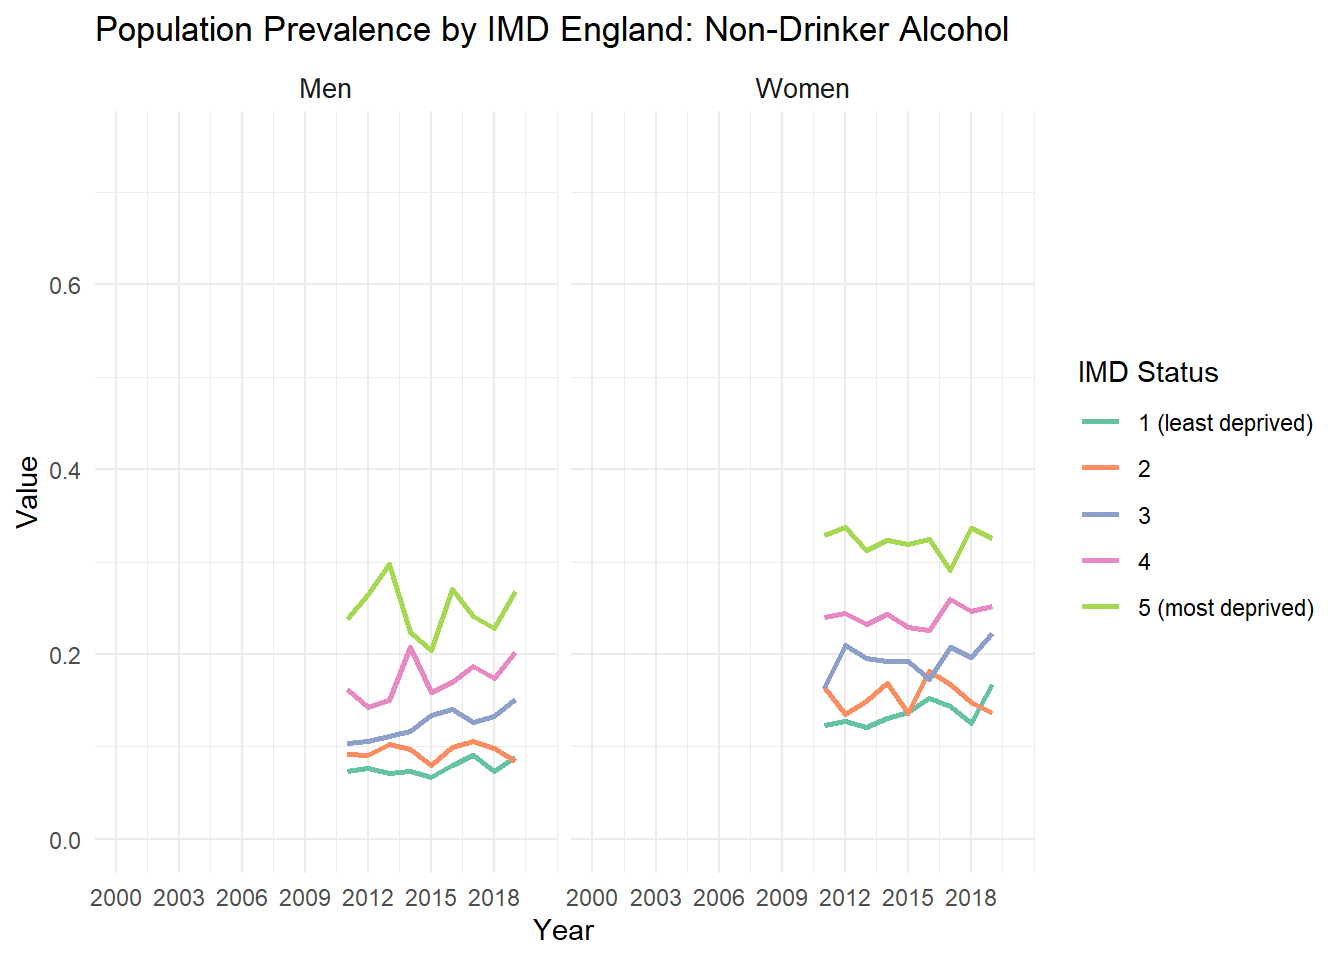 Population Prevalence by IMD England: Non-Drinker Alcohol
Men
Women
0.6
0.4
0.2
0.0
Value
2000 2003 2006 2009 2012 2015 2018
2000 2003 2006 2009 2012 2015 2018
Year
IMD Status
1 (least deprived)
2
3
4
5 (most deprived)